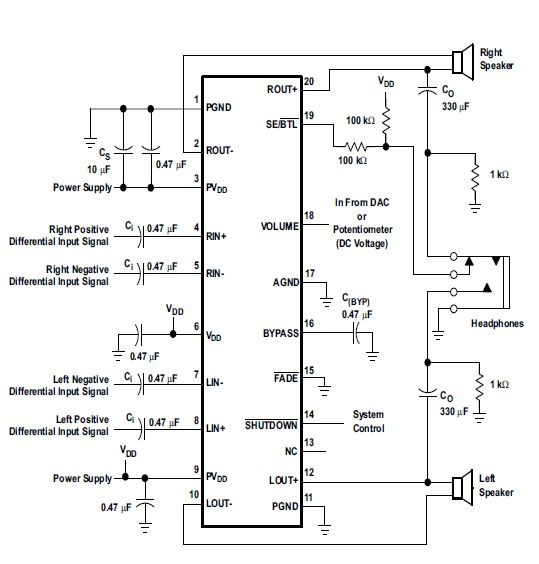 Right
Speaker
20
ROUT+
VDD
CO
330 µF
1
PGND
19
SE/BTL
100 kΩ
100 kΩ
CS
10 µF
0.47 µF
2
ROUT-
3
Power Supply
PVDD
1 kΩ
In From DAC
or
Potentiometer
(DC Voltage)
Right Positive
Differential Input Signal
Ci
0.47 µF
4
RIN+
18
VOLUME
Right Negative
Differential Input Signal
Ci
0.47 µF
5
RIN-
17
AGND
C(BYP)
0.47 µF
VDD
6
VDD
0.47 µF
16
BYPASS
Headphones
Left Negative
Differential Input Signal
Ci
0.47 µF
7
LIN-
15
FADE
1 kΩ
CO
330 µF
Left Positive
Differential Input Signal
Ci
0.47 µF
8
LIN+
14
SHUTDOWN
System
Control
13
NC
VDD
Power Supply
9
PVDD
12
LOUT+
0.47 µF
10
LOUT-
11
PGND
Left
Speaker